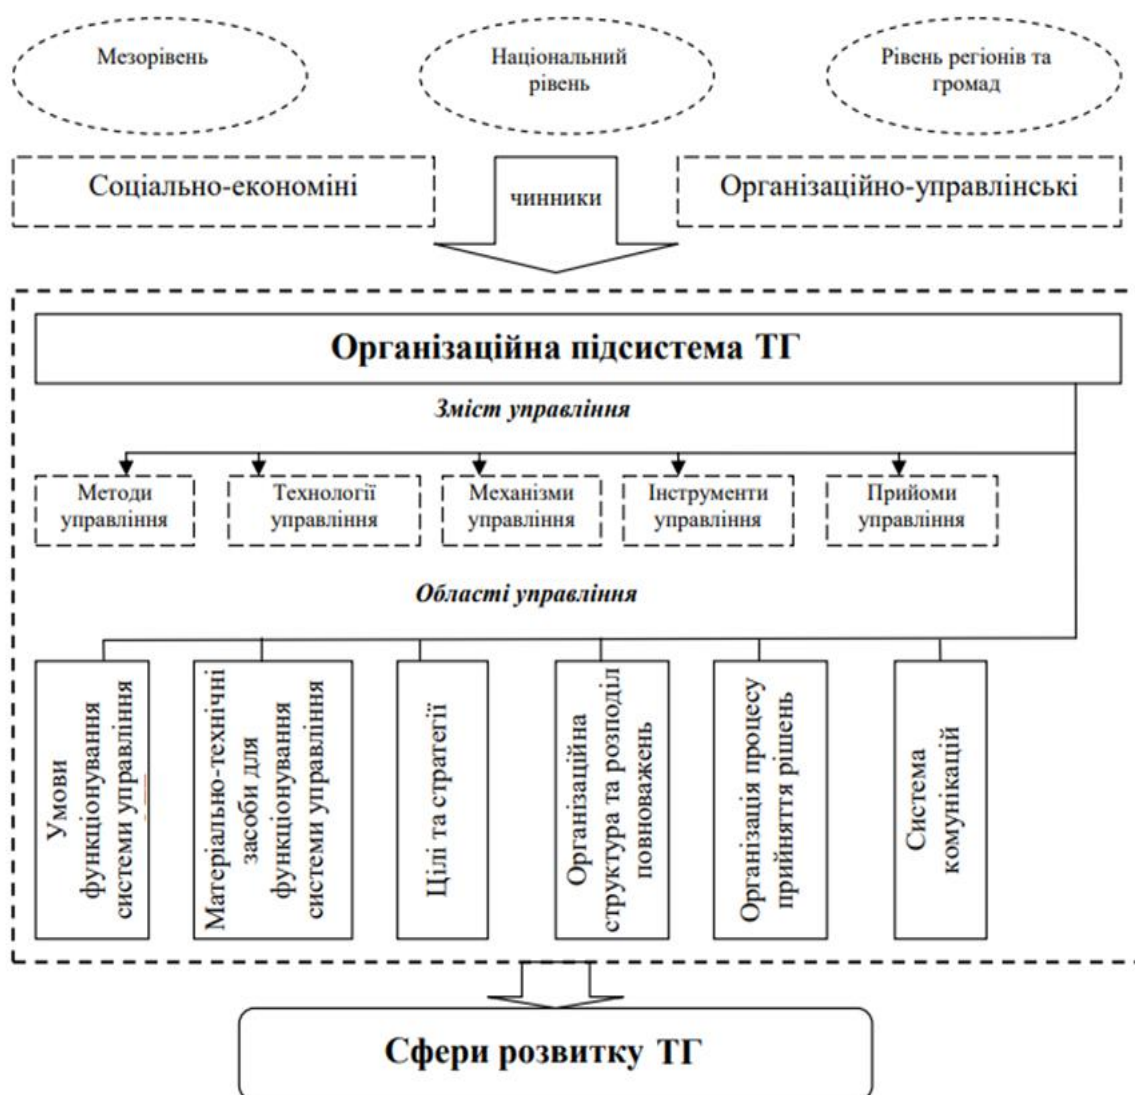 Мезорівень
Національний
рівень
Рівень регіонів та
громад
Соціально-економіні
чинники
Організаційно-управлінські
Організаційна підсистема ТГ
Зміст управління
Методи
управління
Технології
управління
Механізми
управління
Інструменти
управління
Прийоми
управління
Області управління
Умови
функціонування
системи управління
Матеріально-технічні
засоби для
функціонування
системи управління
Цілі та стратегії
Організаційна
структура та розподіл
повноважень
Організація процесу
прийняття рішень
Система
комунікацій
Сфери розвитку ТГ